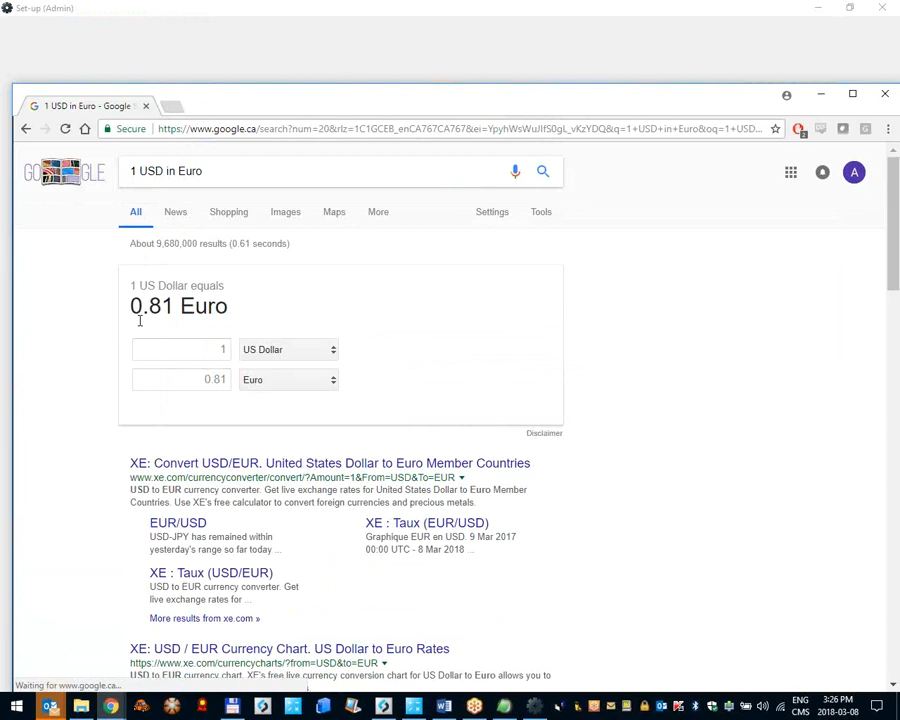 Set-up (Admin)
1 USD in Euro - Google
Secure
https://www.google.ca/search?num=20&rlz=1C1GCEB_enCA767CA767&ei=YpyhWsWuJIfS0gL_vKzYDQ&q=1+USD+in+Euro&oq=1+USD...
GOOGLE
1 USD in Euro
A
All News Shopping Images Maps More Settings Tools
About 9,680,000 results (0.61 seconds)
1 US Dollar equals
0.81 Euro
1 US Dollar
0.81 Euro
Disclaimer
XE: Convert USD/EUR. United States Dollar to Euro Member Countries
www.xe.com/currencyconverter/convert/?Amount=1&From=USD&To=EUR
USD to EUR currency converter. Get live exchange rates for United States Dollar to Euro Member
Countries. Use XE's free calculator to convert foreign currencies and precious metals.
EUR/USD
USD-JPY has remained within
yesterday's range so far today ...
XE : Taux (EUR/USD)
Graphique EUR en USD. 9 Mar 2017
00:00 UTC - 8 Mar 2018 ...
XE : Taux (USD/EUR)
USD to EUR currency converter. Get
live exchange rates for ...
More results from xe.com »
XE: USD / EUR Currency Chart. US Dollar to Euro Rates
https://www.xe.com/currencycharts/?from=USD&to=EUR
USD to EUR currency chart. XE's free live currency conversion chart for US Dollar to Euro allows you to
Waiting for www.google.ca...
ENG
CMS
3:26 PM
2018-03-08